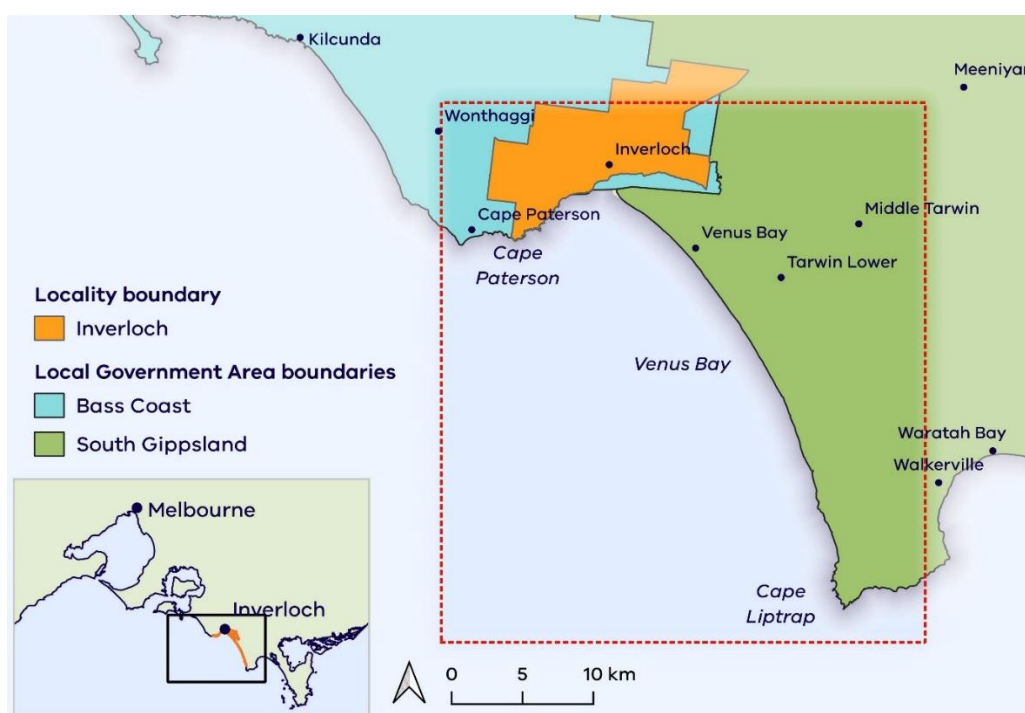 Kilcunda
Meeniyan
Wonthaggi
Inverloch
Cape Paterson
Middle Tarwin
Venus Bay
Cape
Paterson
Tarwin Lower
Locality boundary
Inverloch
Venus Bay
Local Government Area boundaries
Bass Coast
South Gippsland
Waratah Bay
Walkerville
Melbourne
Inverloch
Cape
Liptrap
0 5 10 km